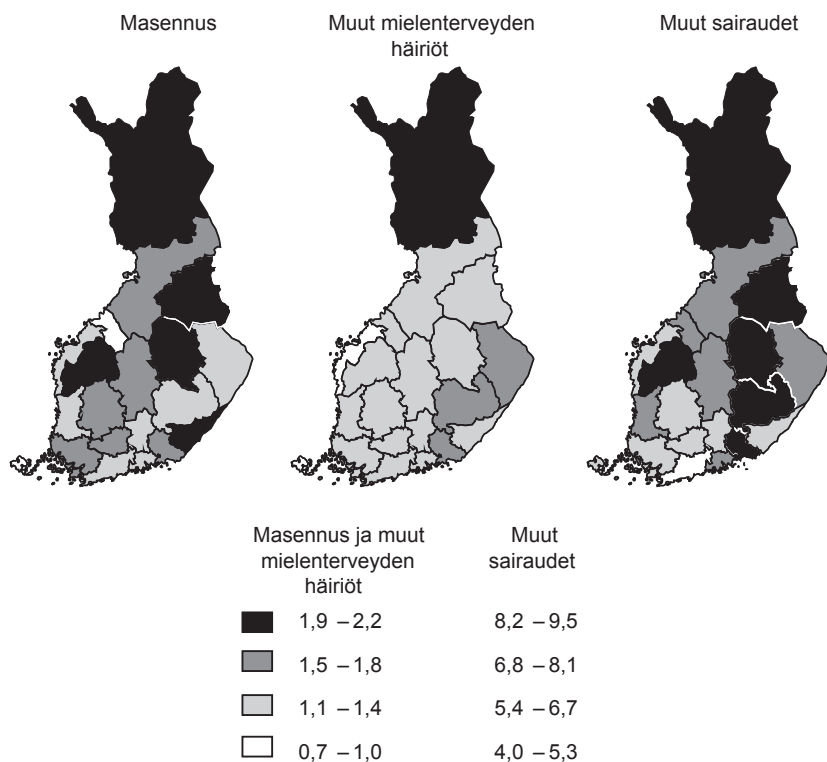 Masennus
Muut mielenterveyden
häiriöt
Muut sairaudet
Masennus ja muut
mielenterveyden
häiriöt
Muut
sairaudet
1,9 – 2,2 8,2 – 9,5
1,5 – 1,8 6,8 – 8,1
1,1 – 1,4 5,4 – 6,7
0,7 – 1,0 4,0 – 5,3